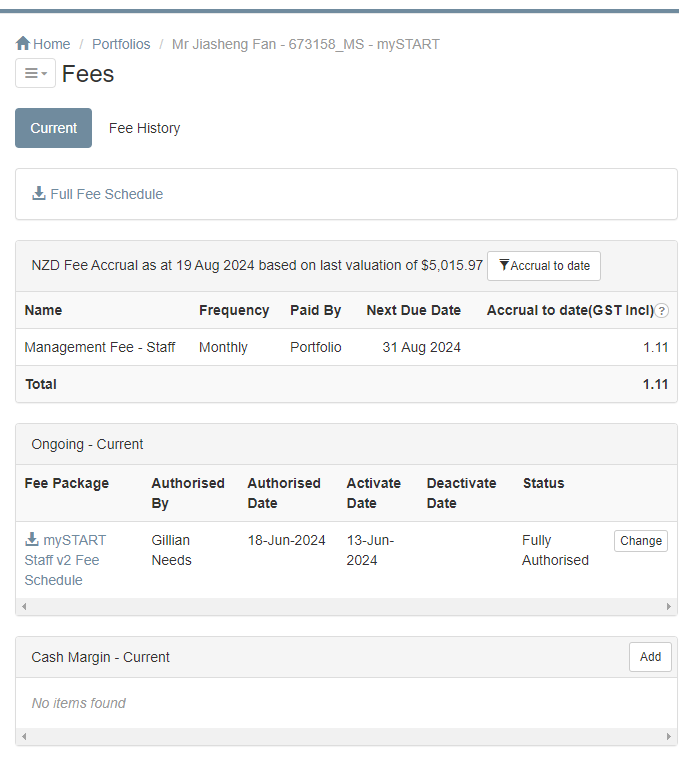 Home / Portfolios / Mr Jiasheng Fan - 673158_MS - mySTART
Fees
Current Fee History
Full Fee Schedule
NZD Fee Accrual as at 19 Aug 2024 based on last valuation of $5,015.97 Accrual to date
Name Frequency Paid By Next Due Date Accrual to date(GST Incl) ?
Management Fee - Staff Monthly Portfolio 31 Aug 2024 1.11
Total 1.11
Ongoing - Current
Fee Package Authorised By Authorised Date Activate Date Deactivate Date Status
mySTART Staff v2 Fee Schedule Gillian Needs 18-Jun-2024 13-Jun-2024 Fully Authorised Change
Cash Margin - Current Add
No items found